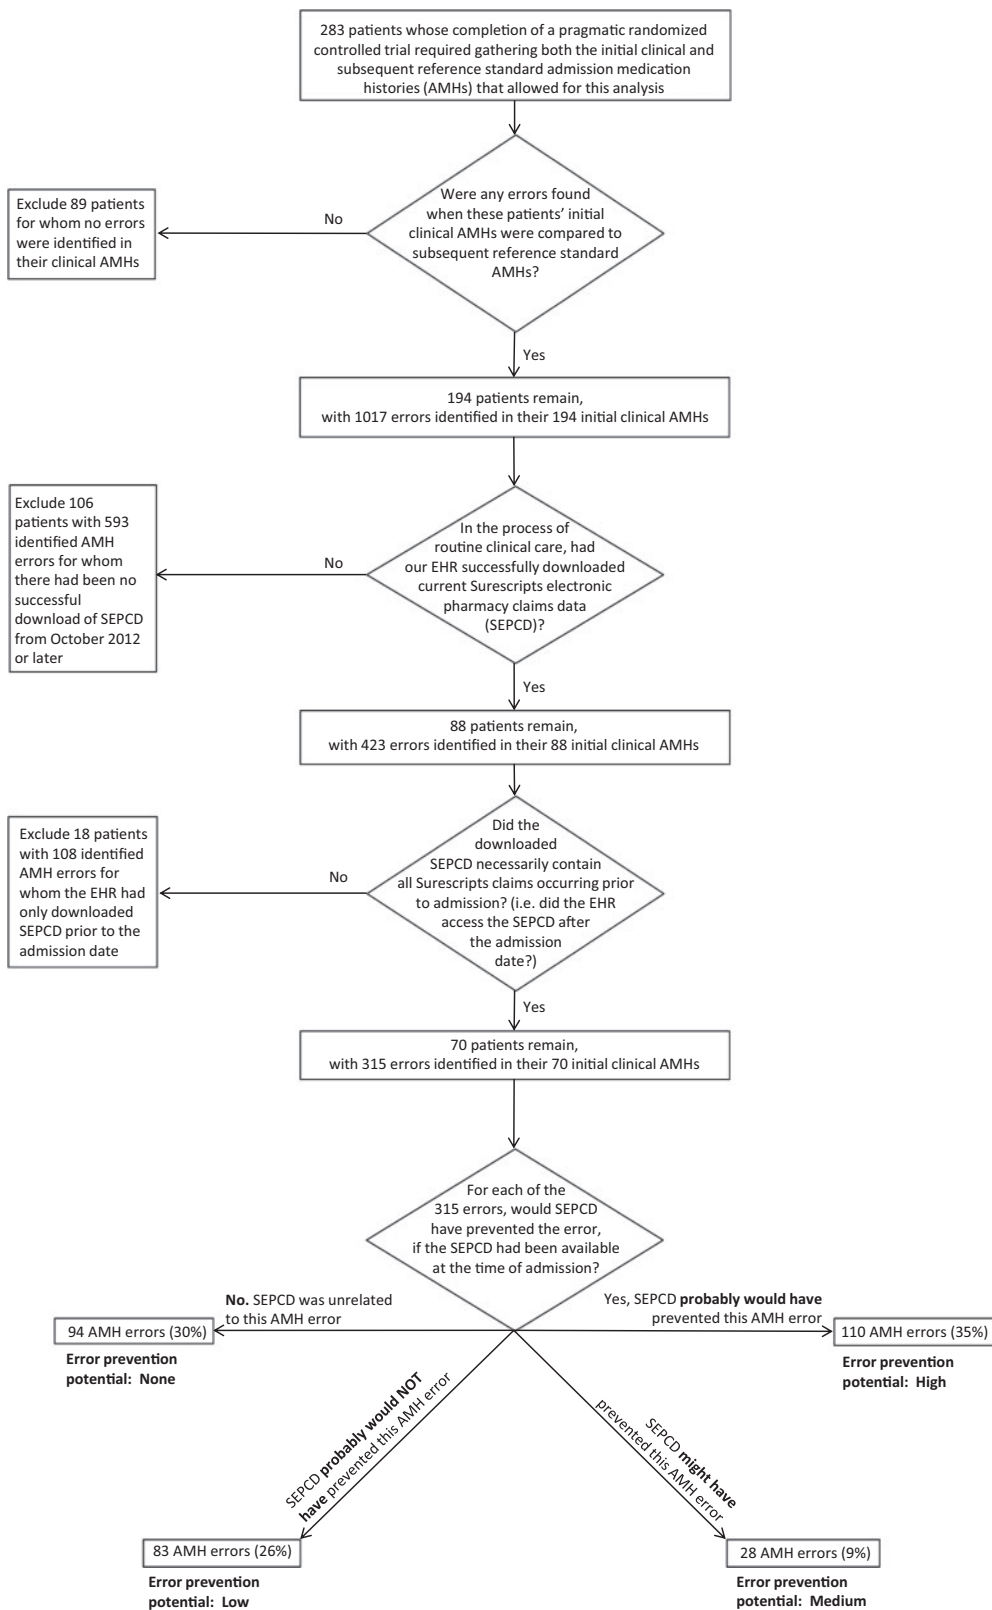 283 patients whose completion of a pragmatic randomized
controlled trial required gathering both the initial clinical and
subsequent reference standard admission medication
histories (AMHs) that allowed for this analysis
Were any errors found
when these patients' initial
clinical AMHs were compared to
subsequent reference standard
AMHs?
No
Exclude 89 patients
for whom no errors
were identified in
their clinical AMHs
Yes
194 patients remain,
with 1017 errors identified in their 194 initial clinical AMHs
In the process of
routine clinical care, had
our EHR successfully downloaded
current Surescripts electronic
pharmacy claims data
(SEPCD)?
No
Exclude 106
patients with 593
identified AMH
errors for whom
there had been no
successful
download of SEPCD
from October 2012
or later
Yes
88 patients remain,
with 423 errors identified in their 88 initial clinical AMHs
Did the
downloaded
SEPCD necessarily contain
all Surescripts claims occurring prior
to admission? (i.e. did the EHR
access the SEPCD after
the admission
date?)
No
Exclude 18 patients
with 108 identified
AMH errors for
whom the EHR had
only downloaded
SEPCD prior to the
admission date
Yes
70 patients remain,
with 315 errors identified in their 70 initial clinical AMHs
For each of the
315 errors, would SEPCD
have prevented the error,
if the SEPCD had been available
at the time of admission?
No. SEPCD was unrelated
to this AMH error
94 AMH errors (30%)
Error prevention
potential: None
Yes, SEPCD probably would have
prevented this AMH error
110 AMH errors (35%)
Error prevention
potential: High
SEPCD probably would NOT
have prevented this AMH error
83 AMH errors (26%)
Error prevention
potential: Low
SEPCD might have
prevented this AMH error
28 AMH errors (9%)
Error prevention
potential: Medium